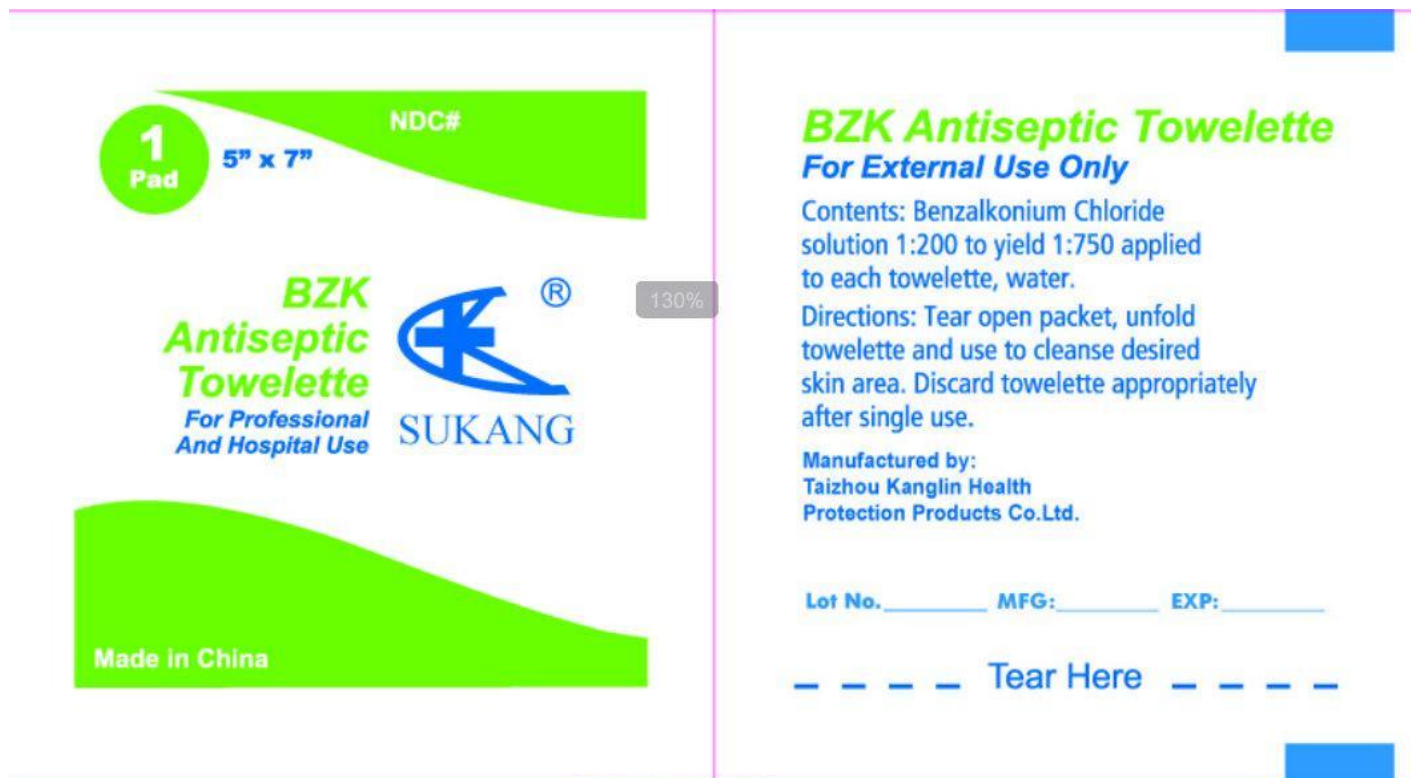 NDC#
1
Pad
5" x 7"
BZK
Antiseptic
Towelette
For Professional
And Hospital Use
®
SUKANG
Made in China
130%
BZK Antiseptic Towelette
For External Use Only
Contents: Benzalkonium Chloride
solution 1:200 to yield 1:750 applied
to each towelette, water.
Directions: Tear open packet, unfold
towelette and use to cleanse desired
skin area. Discard towelette appropriately
after single use.
Manufactured by:
Taizhou Kanglin Health
Protection Products Co.Ltd.
Lot No.__________ MFG:__________ EXP:__________
_ _ _ _ Tear Here _ _ _ _